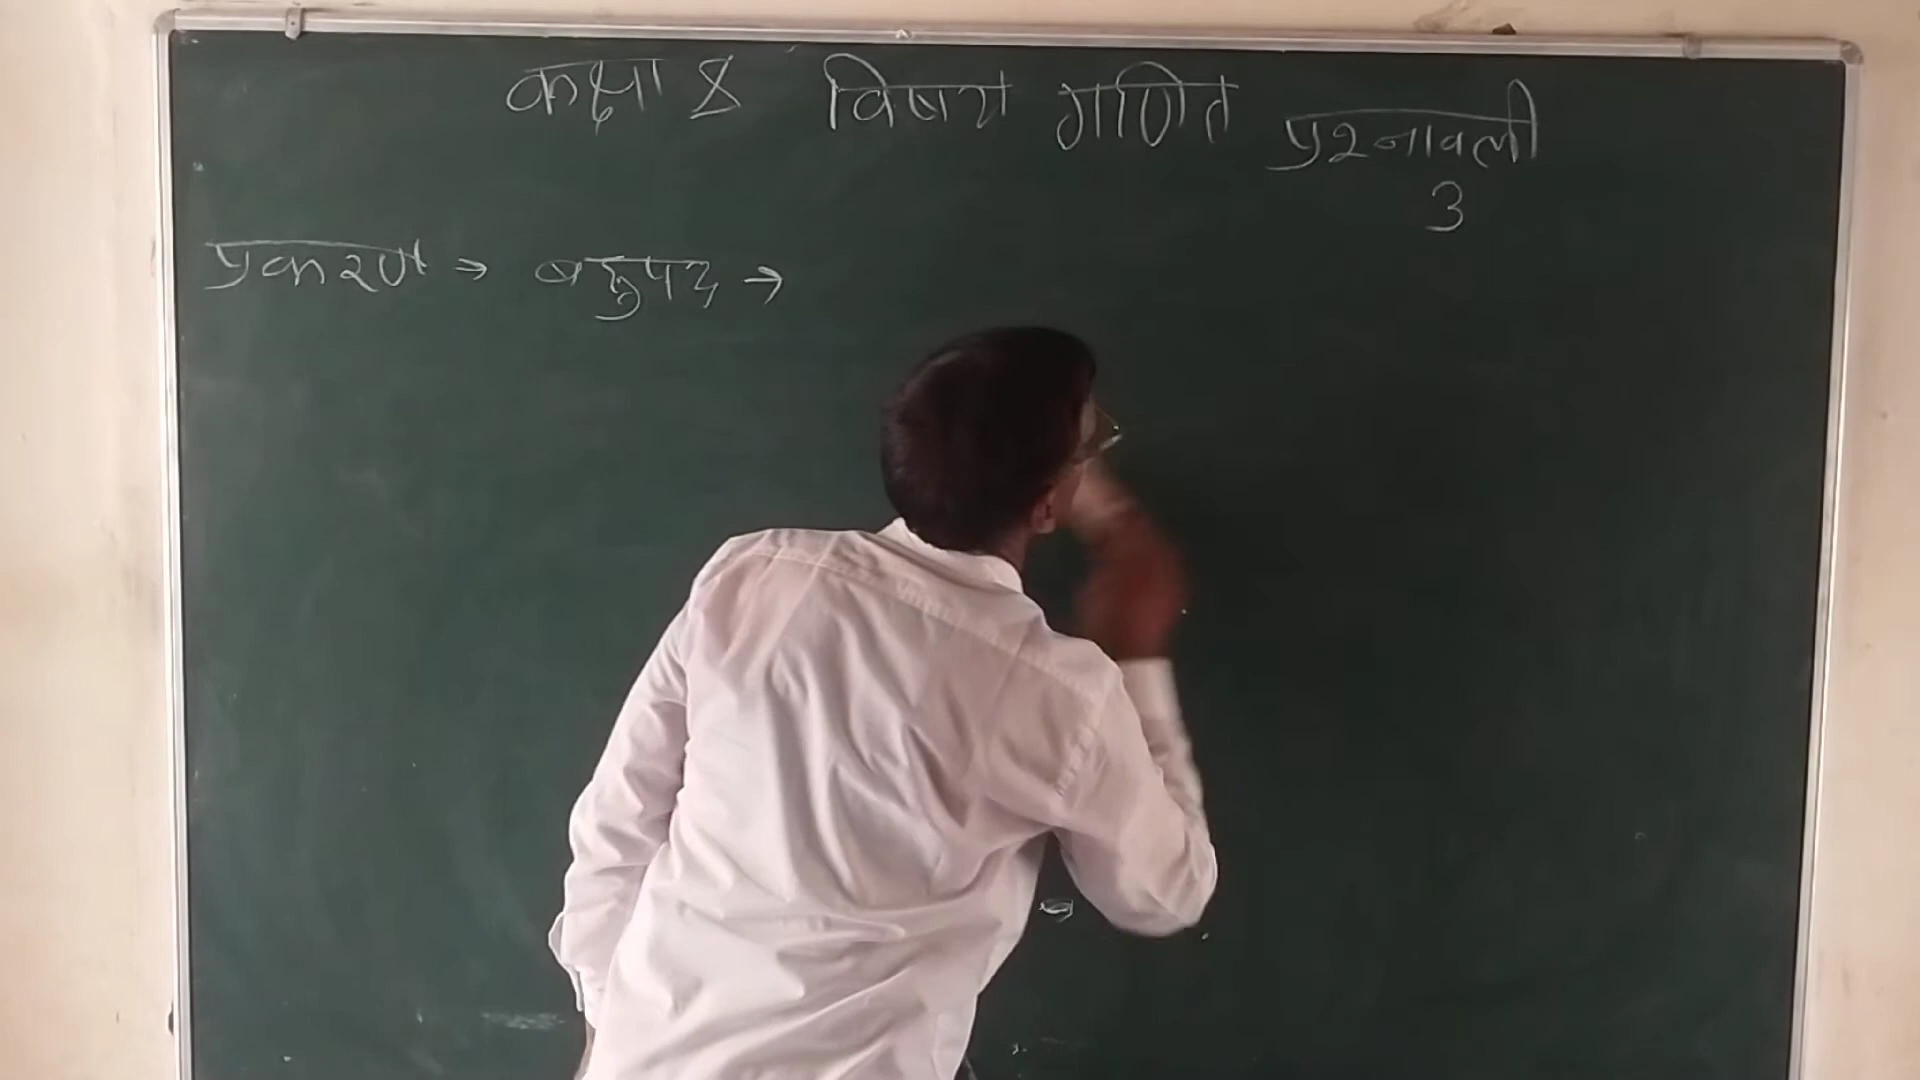 कक्षा 8 विषय गणित प्रश्नावली
3
प्रकरण → बहुपद →